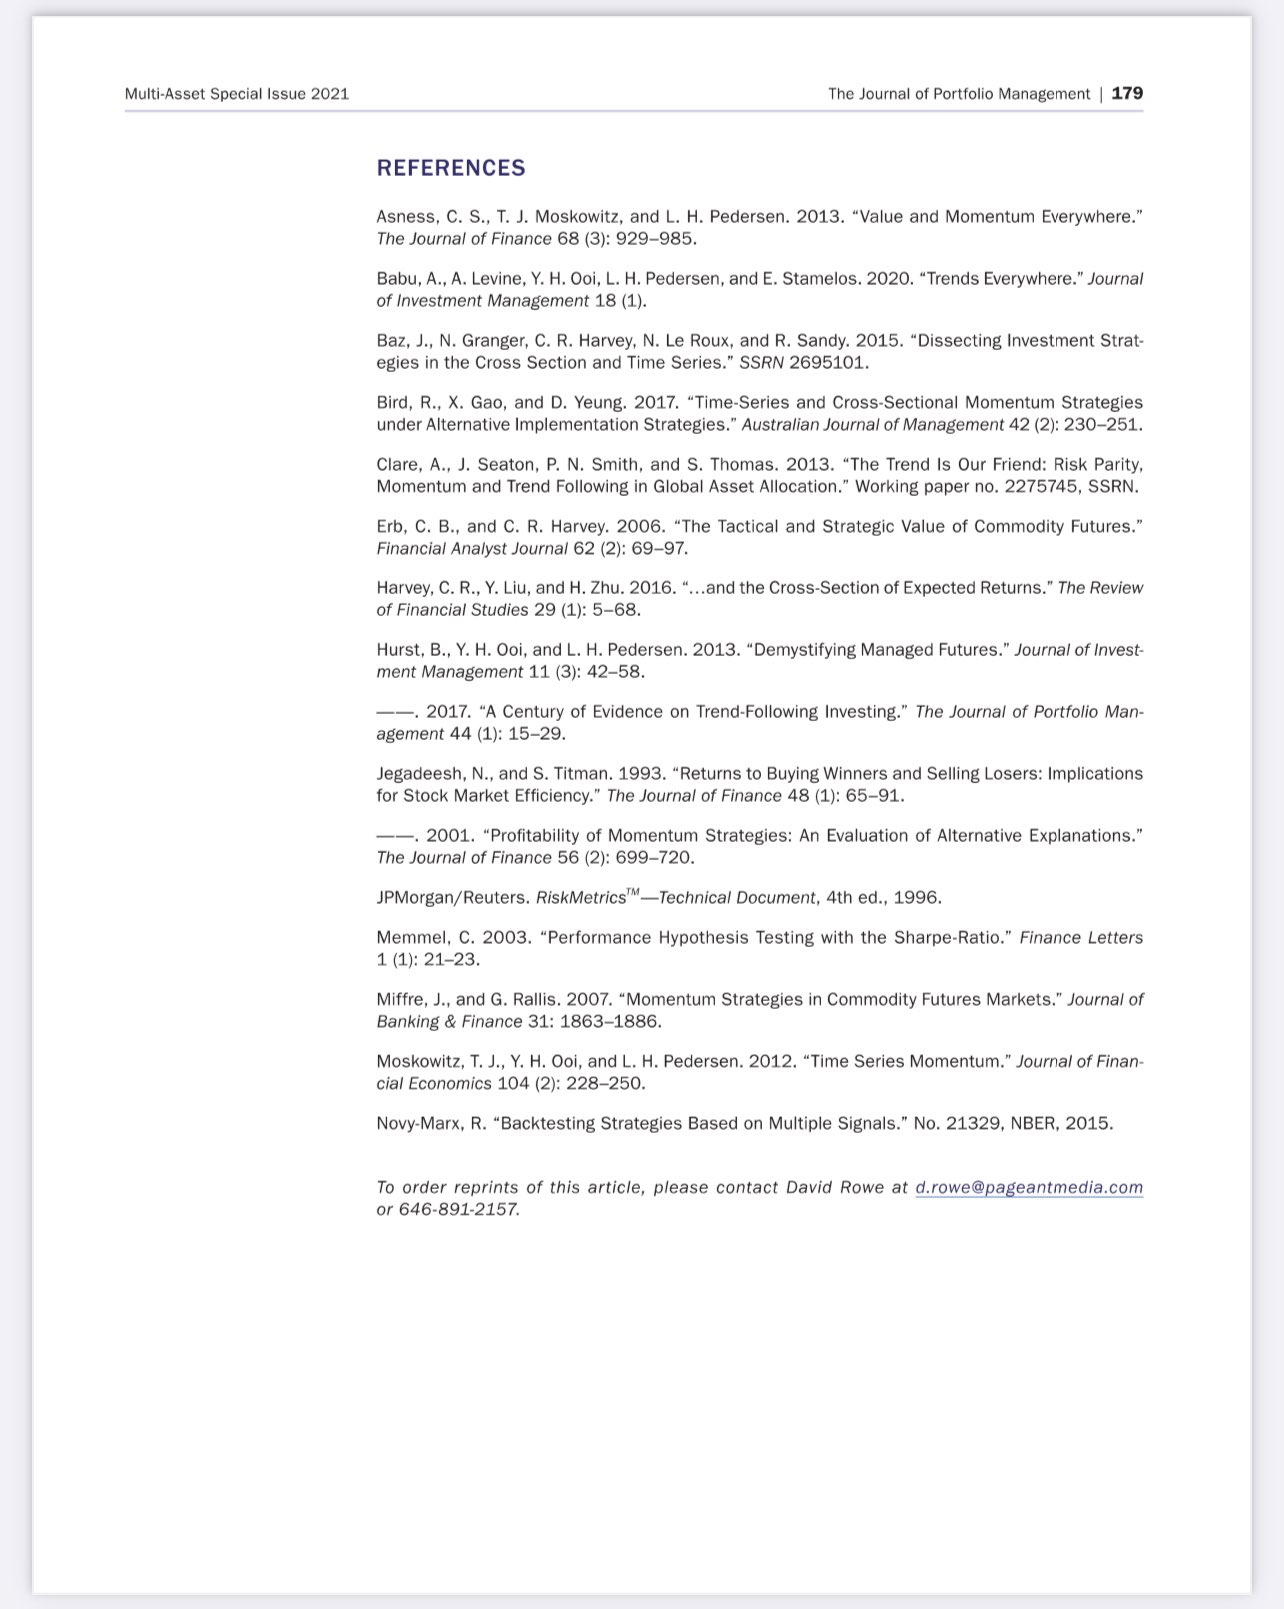 Multi-Asset Special Issue 2021
The Journal of Portfolio Management | 179
REFERENCES
Asness, C. S., T. J. Moskowitz, and L. H. Pedersen. 2013. “Value and Momentum Everywhere.”
The Journal of Finance 68 (3): 929–985.
Babu, A., A. Levine, Y. H. Ooi, L. H. Pedersen, and E. Stamelos. 2020. “Trends Everywhere.” Journal
of Investment Management 18 (1).
Baz, J., N. Granger, C. R. Harvey, N. Le Roux, and R. Sandy. 2015. “Dissecting Investment Strat-
egies in the Cross Section and Time Series.” SSRN 2695101.
Bird, R., X. Gao, and D. Yeung. 2017. “Time-Series and Cross-Sectional Momentum Strategies
under Alternative Implementation Strategies.” Australian Journal of Management 42 (2): 230–251.
Clare, A., J. Seaton, P. N. Smith, and S. Thomas. 2013. “The Trend Is Our Friend: Risk Parity,
Momentum and Trend Following in Global Asset Allocation.” Working paper no. 2275745, SSRN.
Erb, C. B., and C. R. Harvey. 2006. “The Tactical and Strategic Value of Commodity Futures.”
Financial Analyst Journal 62 (2): 69–97.
Harvey, C. R., Y. Liu, and H. Zhu. 2016. “…and the Cross-Section of Expected Returns.” The Review
of Financial Studies 29 (1): 5–68.
Hurst, B., Y. H. Ooi, and L. H. Pedersen. 2013. “Demystifying Managed Futures.” Journal of Invest-
ment Management 11 (3): 42–58.
——. 2017. “A Century of Evidence on Trend-Following Investing.” The Journal of Portfolio Man-
agement 44 (1): 15–29.
Jegadeesh, N., and S. Titman. 1993. “Returns to Buying Winners and Selling Losers: Implications
for Stock Market Efficiency.” The Journal of Finance 48 (1): 65–91.
——. 2001. “Profitability of Momentum Strategies: An Evaluation of Alternative Explanations.”
The Journal of Finance 56 (2): 699–720.
JPMorgan/Reuters. RiskMetrics™—Technical Document, 4th ed., 1996.
Memmel, C. 2003. “Performance Hypothesis Testing with the Sharpe-Ratio.” Finance Letters
1 (1): 21–23.
Miffre, J., and G. Rallis. 2007. “Momentum Strategies in Commodity Futures Markets.” Journal of
Banking & Finance 31: 1863–1886.
Moskowitz, T. J., Y. H. Ooi, and L. H. Pedersen. 2012. “Time Series Momentum.” Journal of Finan-
cial Economics 104 (2): 228–250.
Novy-Marx, R. “Backtesting Strategies Based on Multiple Signals.” No. 21329, NBER, 2015.
To order reprints of this article, please contact David Rowe at d.rowe@pageantmedia.com
or 646-891-2157.